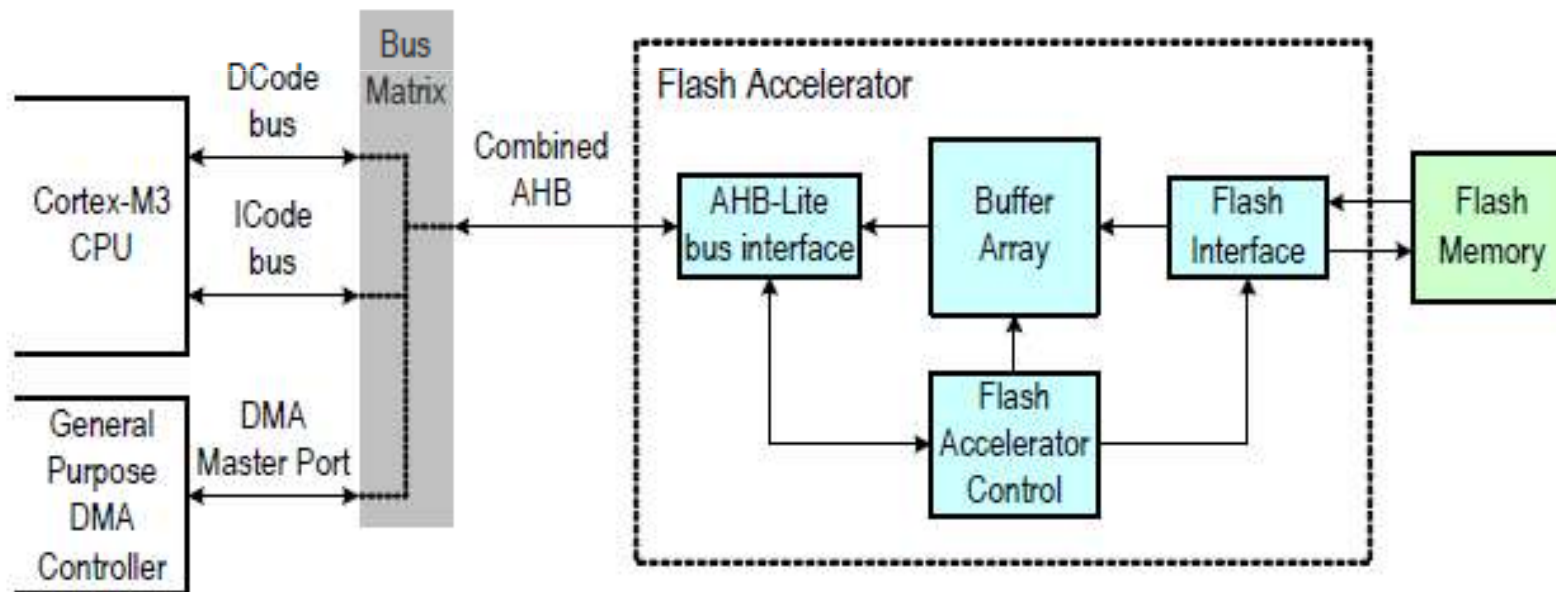 Bus
Matrix
DCode
bus
Cortex-M3
CPU
ICode
bus
General
Purpose
DMA
Controller
DMA
Master Port
Combined
AHB
Flash Accelerator
AHB-Lite
bus interface
Buffer
Array
Flash
Interface
Flash
Memory
Flash
Accelerator
Control